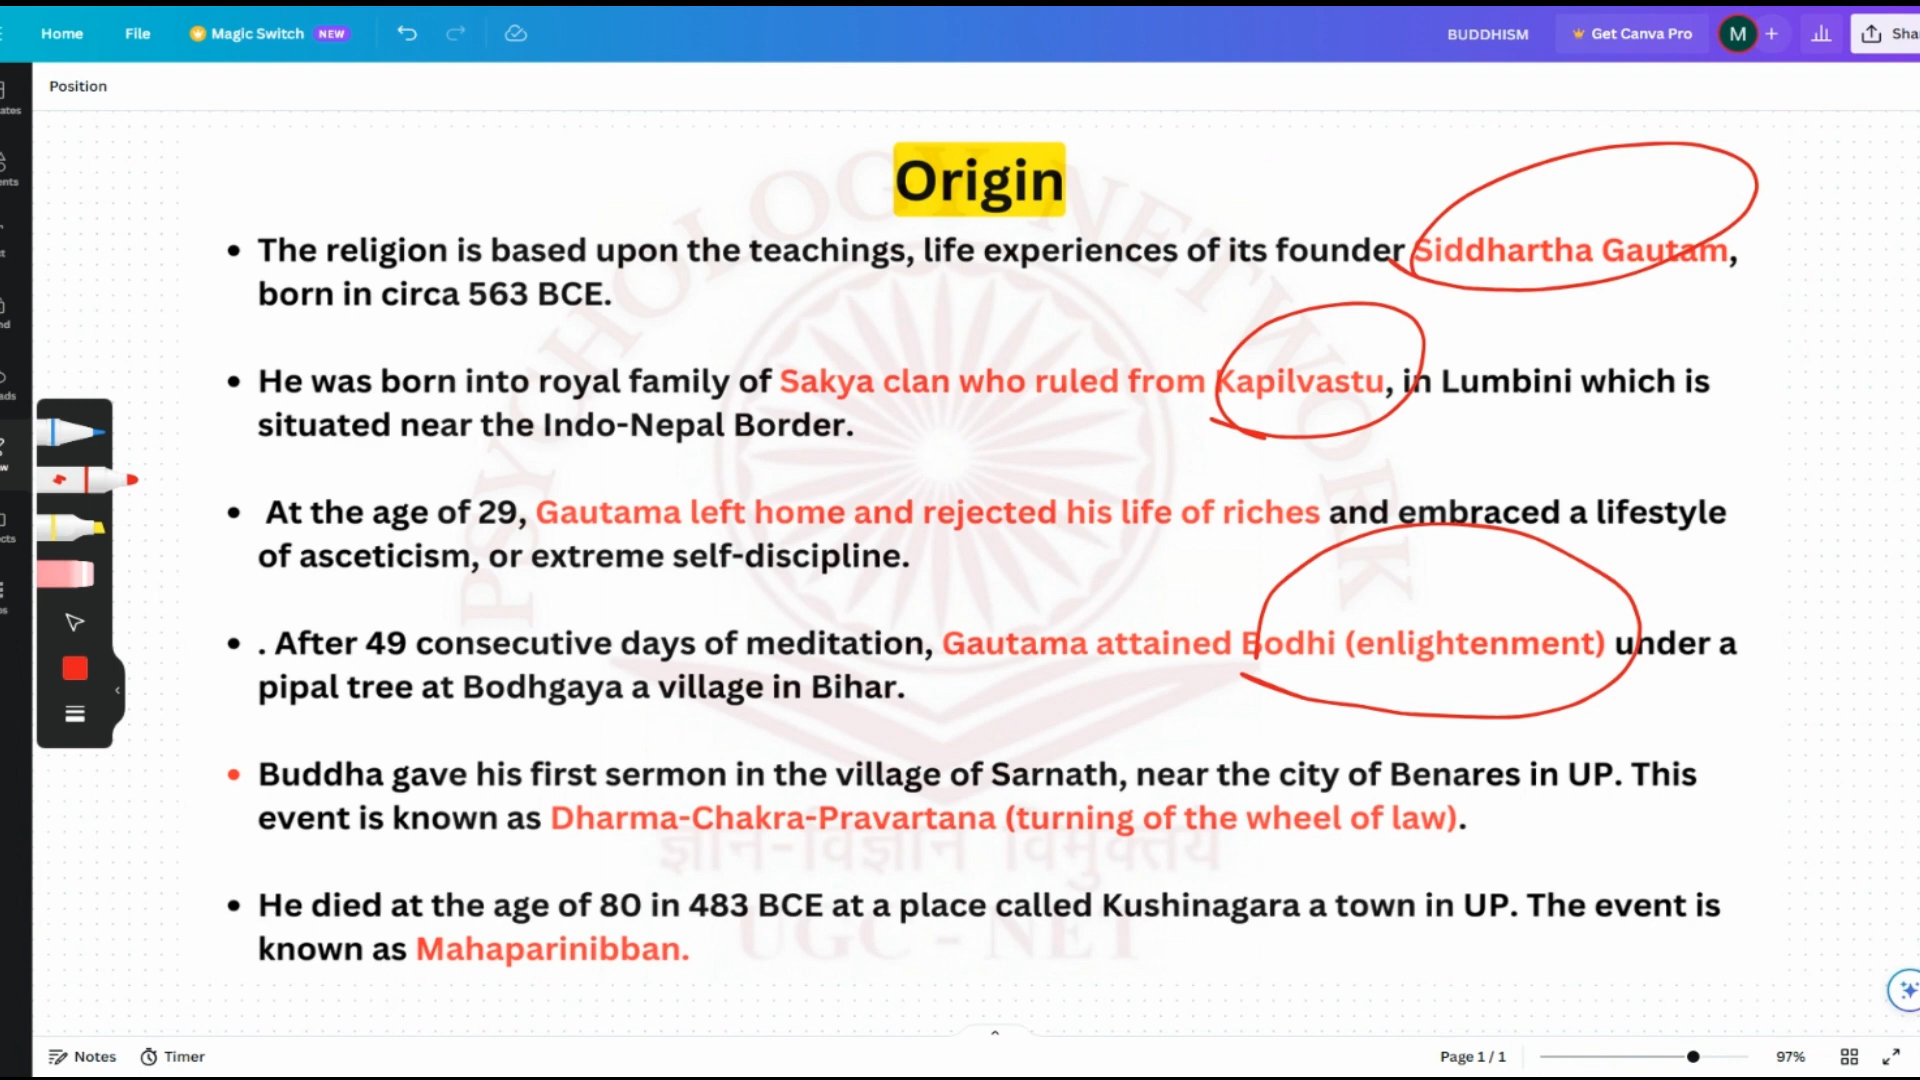 Home File Magic Switch NEW BUDDHISM Get Canva Pro M + Sha
Position
Origin
• The religion is based upon the teachings, life experiences of its founder Siddhartha Gautam,
born in circa 563 BCE.
• He was born into royal family of Sakya clan who ruled from Kapilvastu, in Lumbini which is
situated near the Indo-Nepal Border.
• At the age of 29, Gautama left home and rejected his life of riches and embraced a lifestyle
of asceticism, or extreme self-discipline.
• . After 49 consecutive days of meditation, Gautama attained Bodhi (enlightenment) under a
pipal tree at Bodhgaya a village in Bihar.
• Buddha gave his first sermon in the village of Sarnath, near the city of Benares in UP. This
event is known as Dharma-Chakra-Pravartana (turning of the wheel of law).
• He died at the age of 80 in 483 BCE at a place called Kushinagara a town in UP. The event is
known as Mahaparinibban.
PSYCHOLOGY NETWORK
ज्ञान-विज्ञान विमुक्तये
UGC - NET
Notes Timer Page 1 / 1 97%